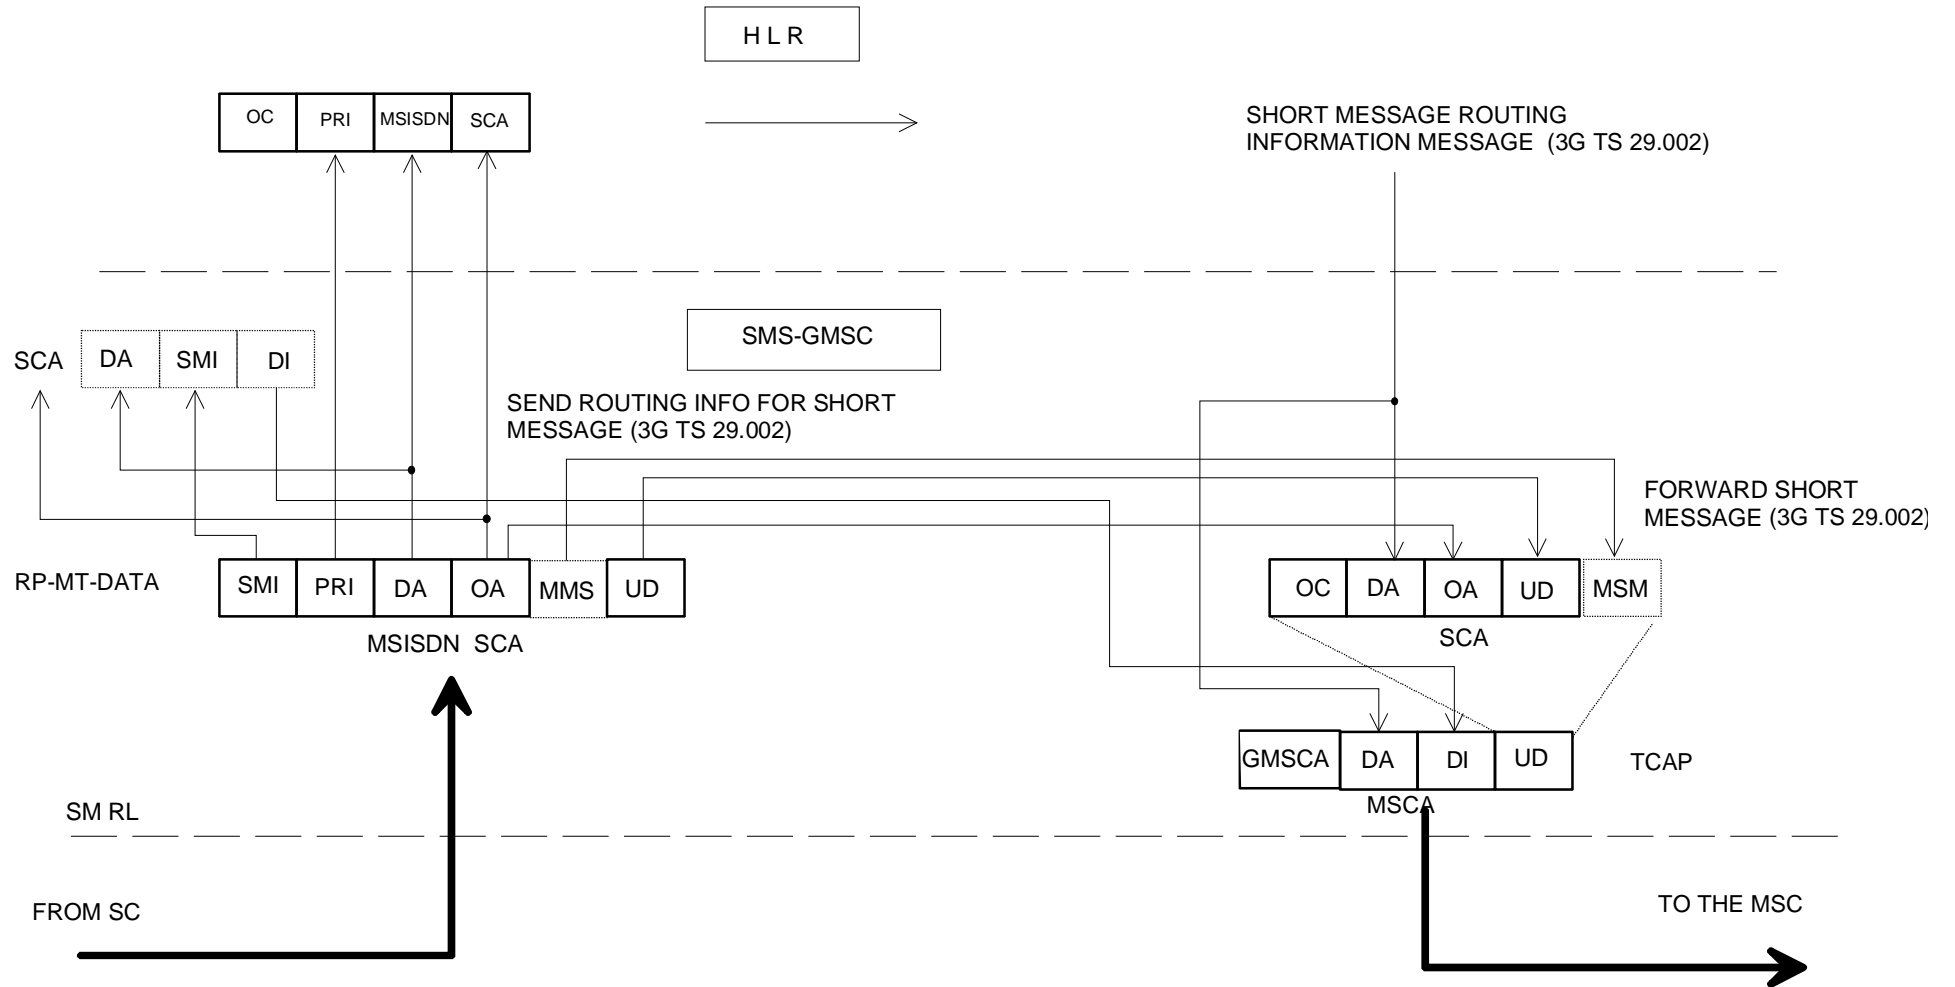 H L R
OC PRI MSISDN SCA
SHORT MESSAGE ROUTING
INFORMATION MESSAGE (3G TS 29.002)
SMS-GMSC
SCA DA SMI DI
SEND ROUTING INFO FOR SHORT
MESSAGE (3G TS 29.002)
FORWARD SHORT
MESSAGE (3G TS 29.002)
RP-MT-DATA SMI PRI DA OA MMS UD
MSISDN SCA
OC DA OA UD MSM
SCA
GMSCA DA DI UD TCAP
MSCA
SM RL
FROM SC
TO THE MSC